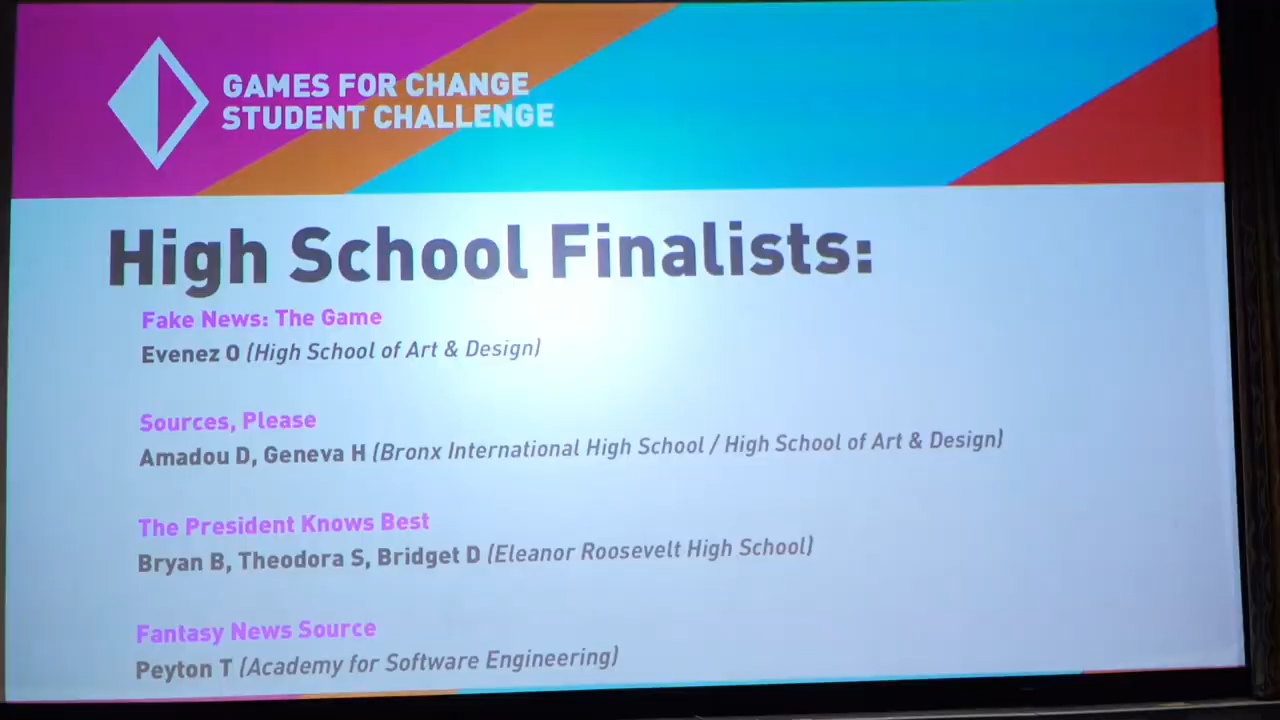 GAMES FOR CHANGE
STUDENT CHALLENGE
High School Finalists:
Fake News: The Game
Evenez O (High School of Art & Design)
Sources, Please
Amadou D, Geneva H (Bronx International High School / High School of Art & Design)
The President Knows Best
Bryan B, Theodora S, Bridget D (Eleanor Roosevelt High School)
Fantasy News Source
Peyton T (Academy for Software Engineering)